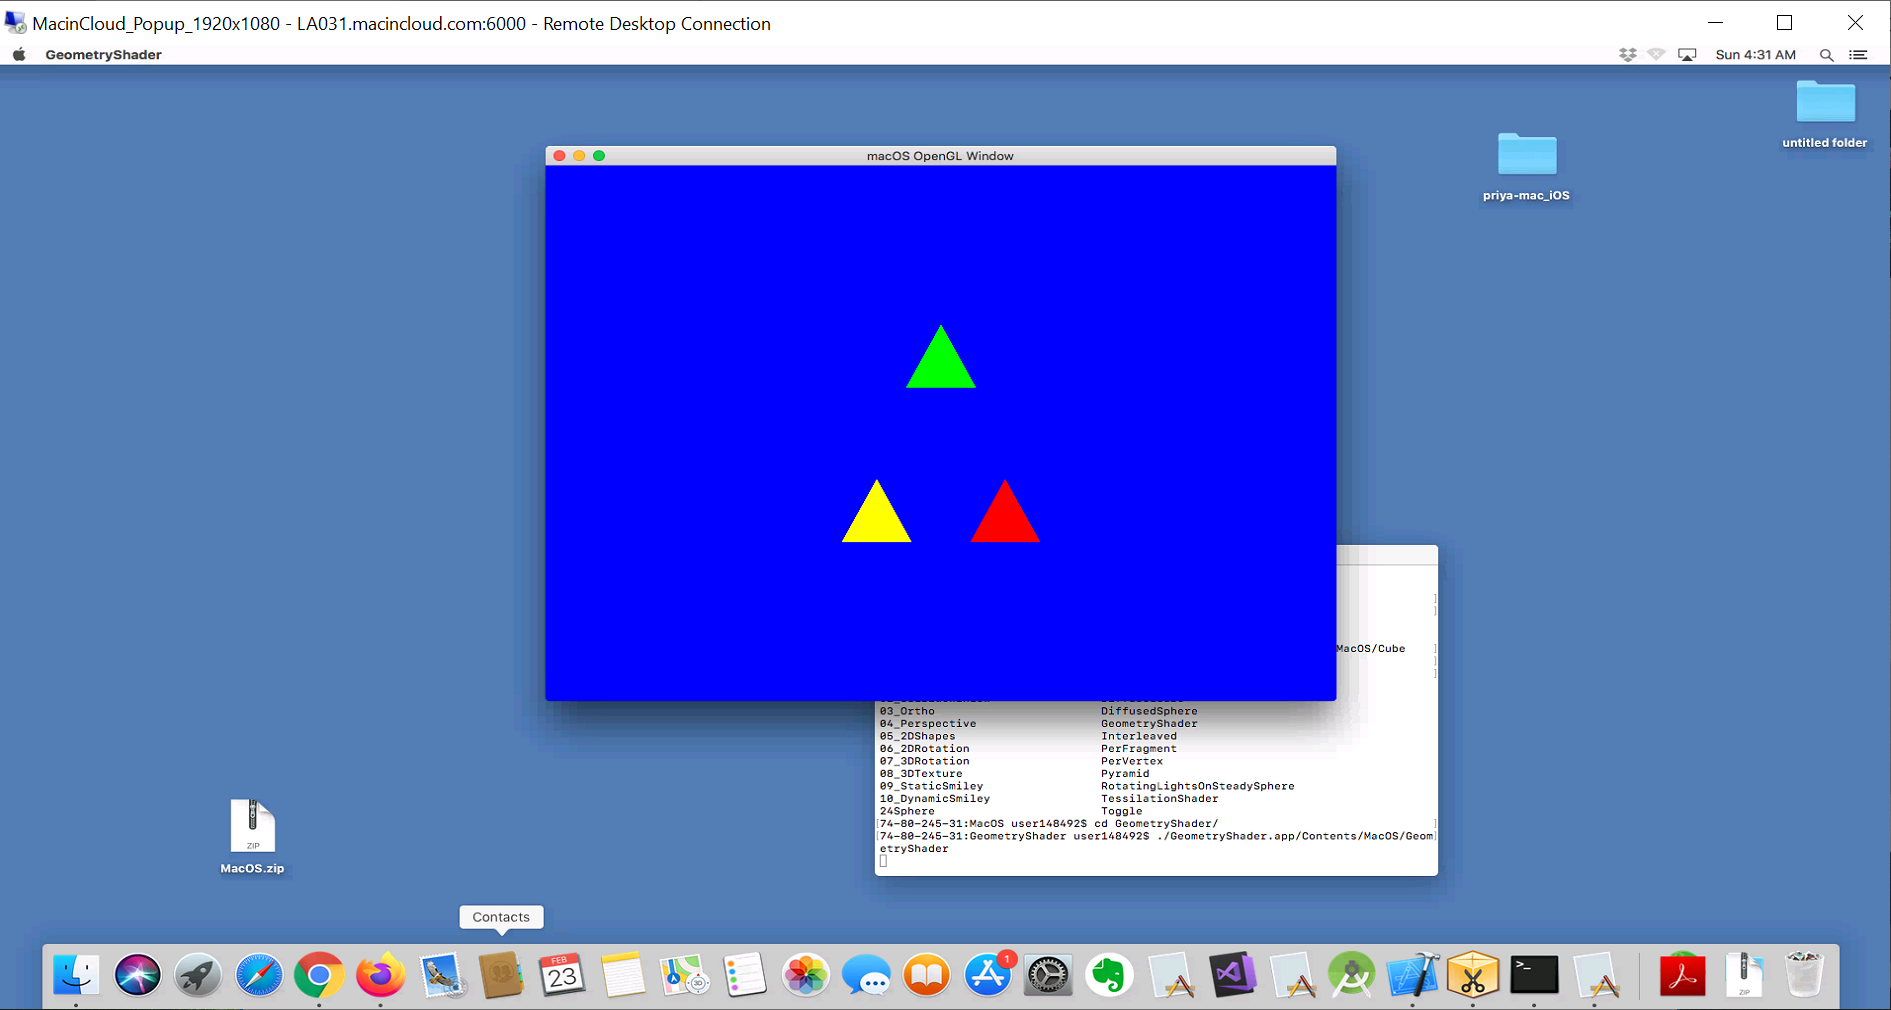 MacinCloud_Popup_1920x1080 - LA031.macincloud.com:6000 - Remote Desktop Connection
GeometryShader
Sun 4:31 AM
untitled folder
priya-mac_iOS
macOS OpenGL Window
MacOS/Cube
03_Ortho DiffusedSphere
04_Perspective GeometryShader
05_2DShapes Interleaved
06_2DRotation PerFragment
07_3DRotation PerVertex
08_3DTexture Pyramid
09_StaticSmiley RotatingLightsOnSteadySphere
10_DynamicSmiley TessilationShader
24Sphere Toggle
[74-80-245-31:MacOS user148492$ cd GeometryShader/ ]
[74-80-245-31:GeometryShader user148492$ ./GeometryShader.app/Contents/MacOS/Geom]
etryShader
ZIP
MacOS.zip
Contacts
FEB
23
3D
1
>_
ZIP